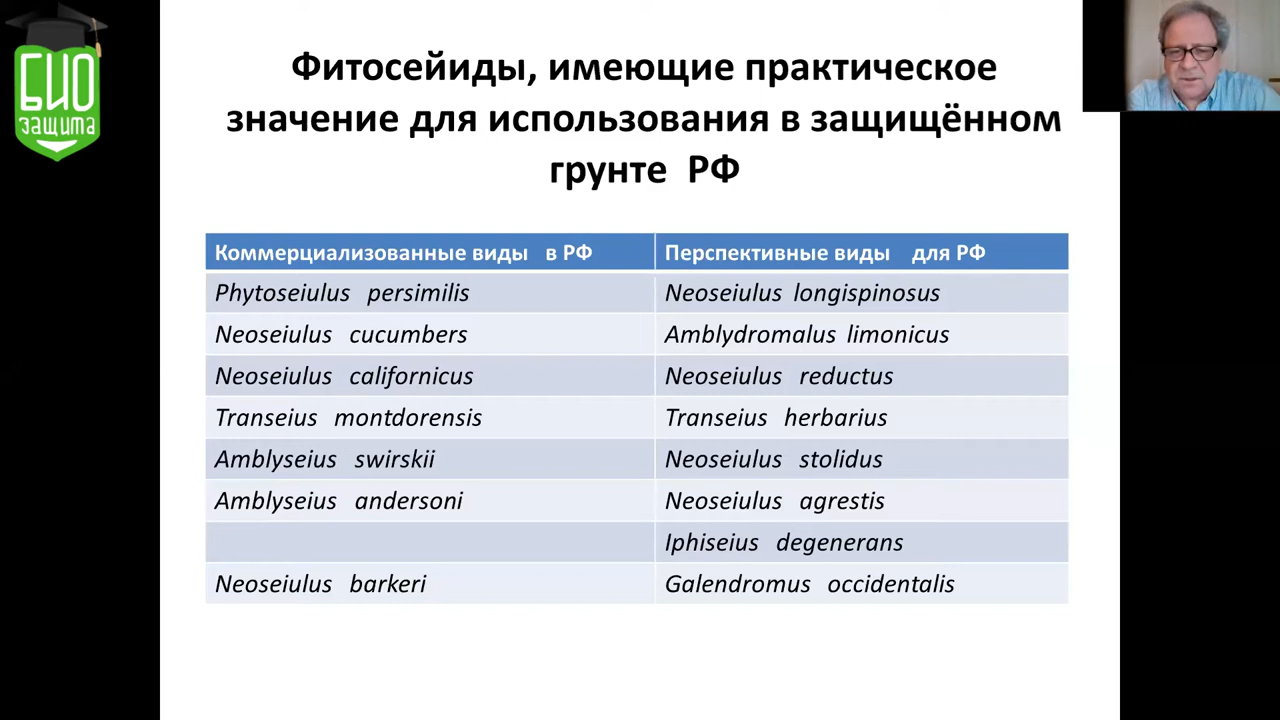 БИО
защита
Фитосейиды, имеющие практическое
значение для использования в защищённом
грунте РФ
Коммерциализованные виды в РФ
Перспективные виды для РФ
Phytoseiulus persimilis
Neoseiulus longispinosus
Neoseiulus cucumbers
Amblydromalus limonicus
Neoseiulus californicus
Neoseiulus reductus
Transeius montdorensis
Transeius herbarius
Amblyseius swirskii
Neoseiulus stolidus
Amblyseius andersoni
Neoseiulus agrestis
Iphiseius degenerans
Neoseiulus barkeri
Galendromus occidentalis